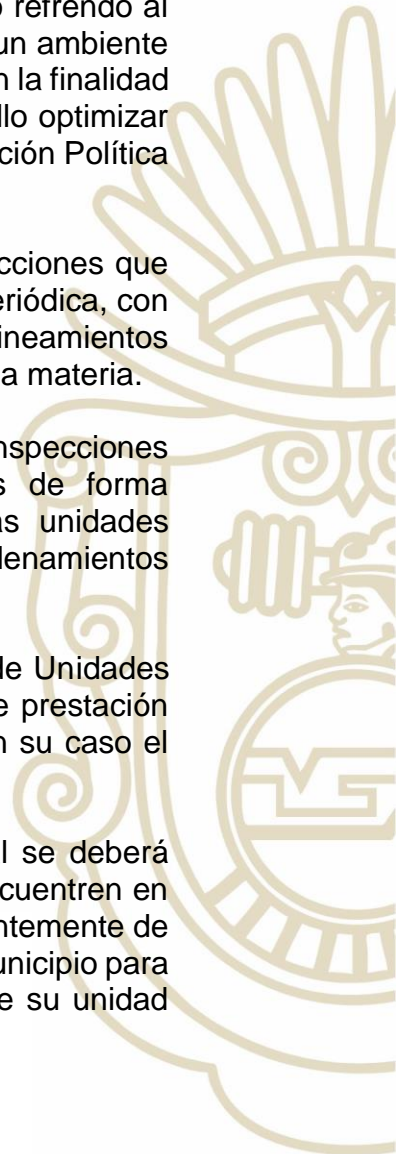 refrendo al
un ambiente
n la finalidad
llo optimizar
ción Política
cciones que
eriódica, con
ineamientos
a materia.
nspecciones
s de forma
as unidades
denamientos
de Unidades
e prestación
n su caso el
l se deberá
cuentren en
ntemente de
unicipio para
e su unidad